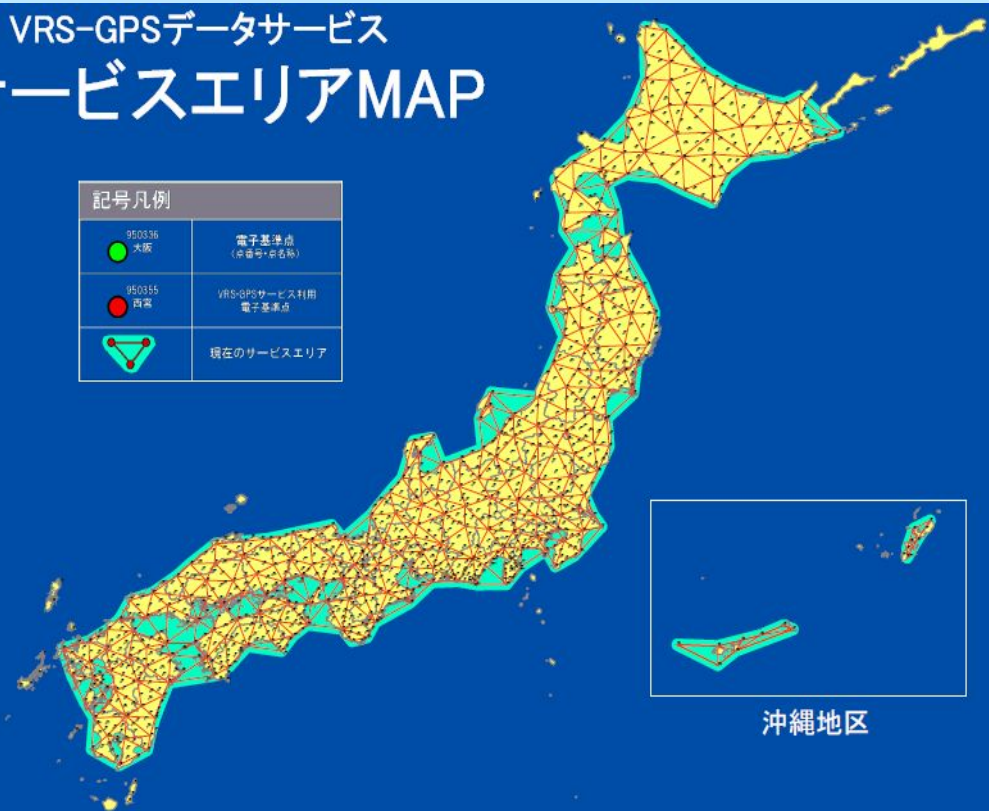 VRS-GPSデータサービス
ービスエリアMAP
記号凡例
950336
大阪
電子基準点
(点番号・点名称)
950355
西宮
VRS-GPSサービス利用
電子基準点
現在のサービスエリア
沖縄地区